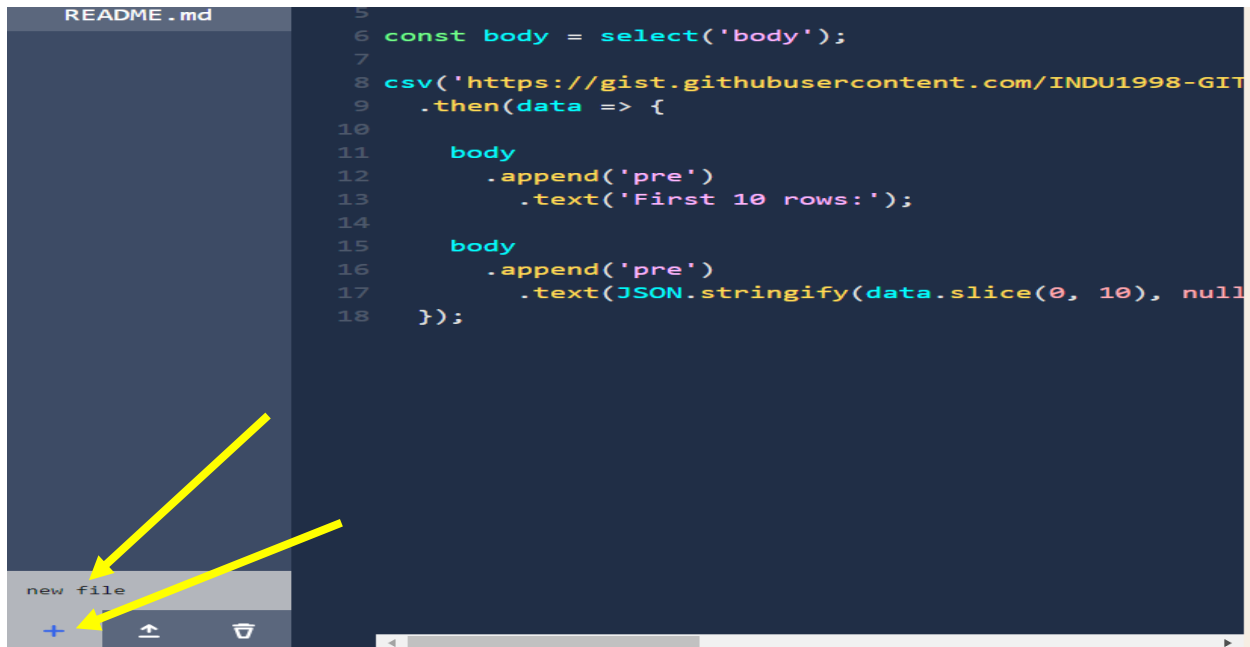 README.md
5
6 const body = select('body');
7
8 csv('https://gist.githubusercontent.com/INDU1998-GIT
9 .then(data => {
10
11 body
12 .append('pre')
13 .text('First 10 rows:');
14
15 body
16 .append('pre')
17 .text(JSON.stringify(data.slice(0, 10), null
18 });
new file